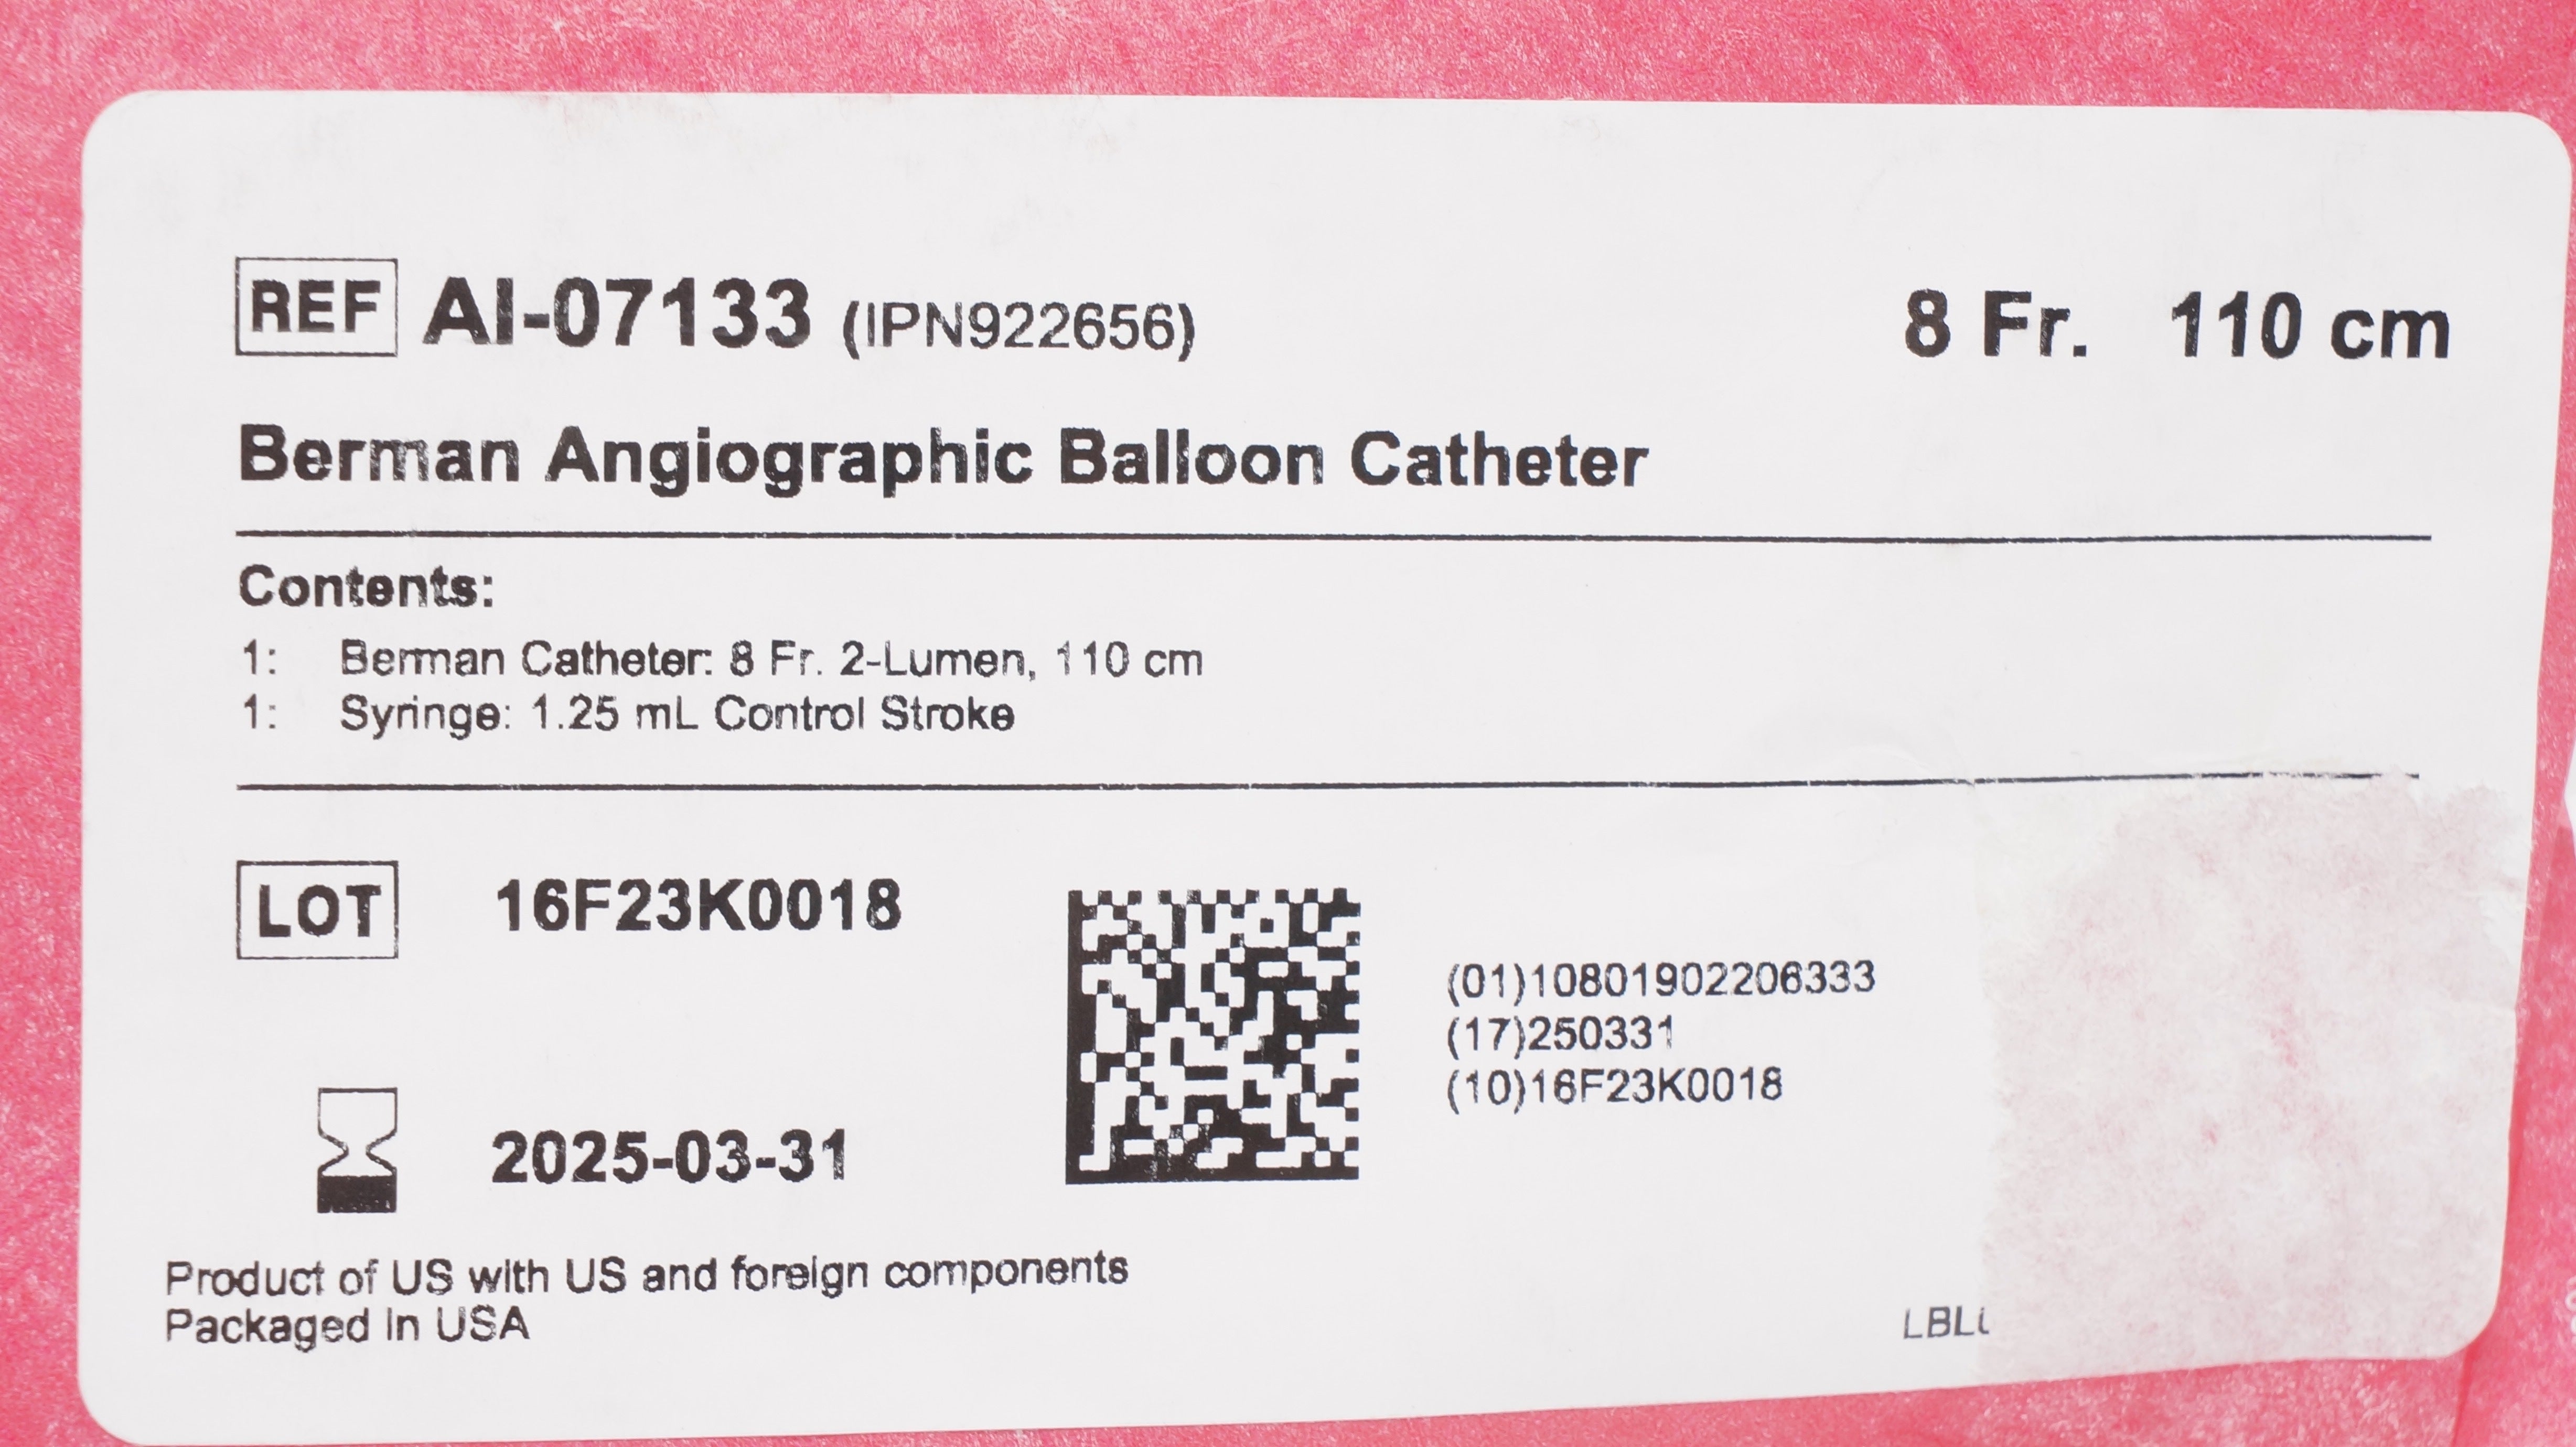 REF AI-07133 (IPN922656) 8 Fr. 110 cm
Berman Angiographic Balloon Catheter
Contents:
1: Berman Catheter: 8 Fr. 2-Lumen, 110 cm
1: Syringe: 1.25 mL Control Stroke
LOT 16F23K0018
(01)10801902206333
(17)250331
(10)16F23K0018
2025-03-31
Product of US with US and foreign components
Packaged in USA